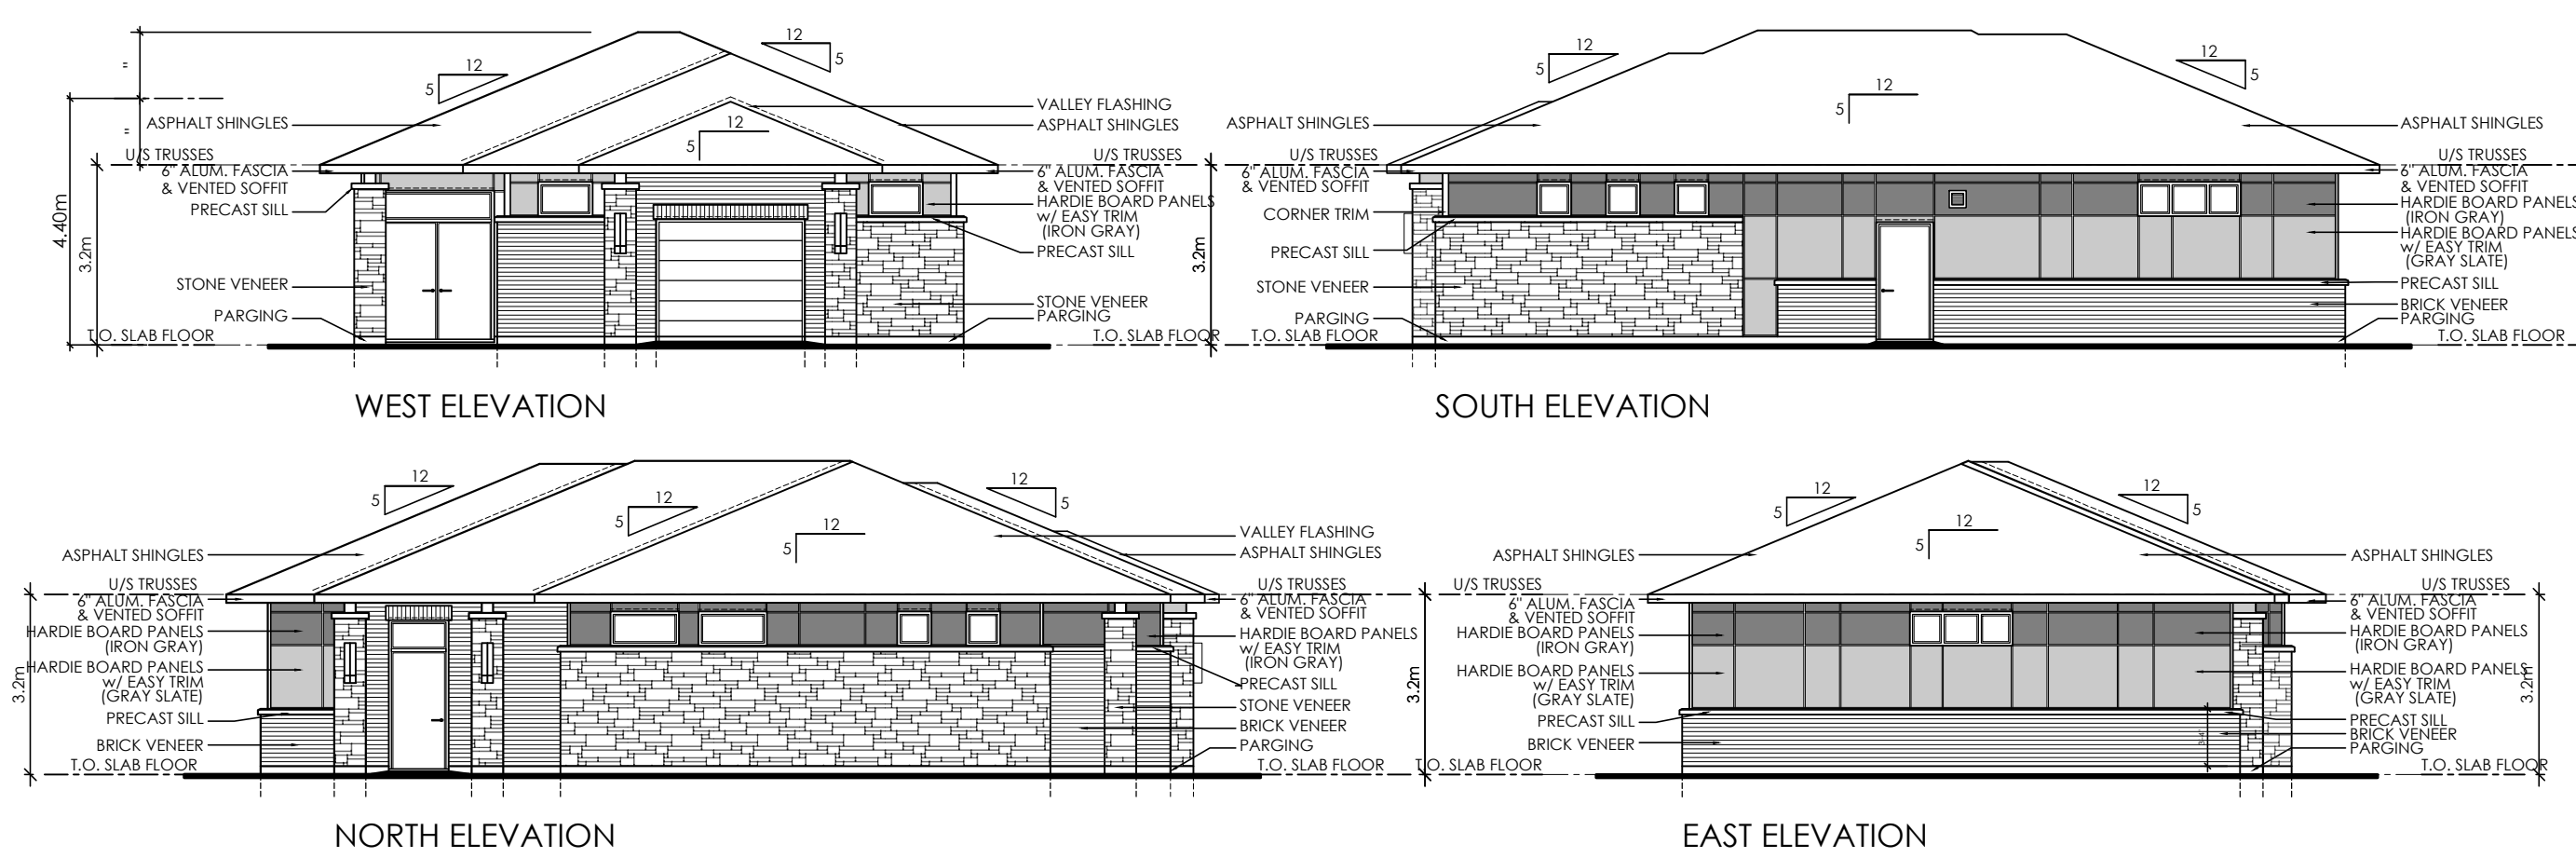 12
5
12
5
12
5
"
"
4.40m
3.2m
ASPHALT SHINGLES
U/S TRUSSES
6" ALUM. FASCIA
& VENTED SOFFIT
PRECAST SILL
STONE VENEER
PARGING
T.O. SLAB FLOOR
VALLEY FLASHING
ASPHALT SHINGLES
U/S TRUSSES
6" ALUM. FASCIA
& VENTED SOFFIT
HARDIE BOARD PANELS
w/ EASY TRIM
(IRON GRAY)
PRECAST SILL
STONE VENEER
PARGING
T.O. SLAB FLOOR
WEST ELEVATION
12
5
12
5
12
5
3.2m
ASPHALT SHINGLES
U/S TRUSSES
6" ALUM. FASCIA
& VENTED SOFFIT
CORNER TRIM
PRECAST SILL
STONE VENEER
PARGING
T.O. SLAB FLOOR
ASPHALT SHINGLES
U/S TRUSSES
6" ALUM. FASCIA
& VENTED SOFFIT
HARDIE BOARD PANELS
(IRON GRAY)
HARDIE BOARD PANELS
w/ EASY TRIM
(GRAY SLATE)
PRECAST SILL
BRICK VENEER
PARGING
T.O. SLAB FLOOR
SOUTH ELEVATION
12
5
12
5
12
5
12
5
3.2m
ASPHALT SHINGLES
U/S TRUSSES
6" ALUM. FASCIA
& VENTED SOFFIT
HARDIE BOARD PANELS
(IRON GRAY)
HARDIE BOARD PANELS
w/ EASY TRIM
(GRAY SLATE)
PRECAST SILL
BRICK VENEER
T.O. SLAB FLOOR
VALLEY FLASHING
ASPHALT SHINGLES
U/S TRUSSES
6" ALUM. FASCIA
& VENTED SOFFIT
HARDIE BOARD PANELS
w/ EASY TRIM
(IRON GRAY)
PRECAST SILL
STONE VENEER
BRICK VENEER
PARGING
T.O. SLAB FLOOR
NORTH ELEVATION
12
5
12
5
12
5
3.2m
ASPHALT SHINGLES
U/S TRUSSES
6" ALUM. FASCIA
& VENTED SOFFIT
HARDIE BOARD PANELS
(IRON GRAY)
HARDIE BOARD PANELS
w/ EASY TRIM
(GRAY SLATE)
PRECAST SILL
BRICK VENEER
T.O. SLAB FLOOR
ASPHALT SHINGLES
U/S TRUSSES
6" ALUM. FASCIA
& VENTED SOFFIT
HARDIE BOARD PANELS
(IRON GRAY)
HARDIE BOARD PANELS
w/ EASY TRIM
(GRAY SLATE)
PRECAST SILL
BRICK VENEER
PARGING
T.O. SLAB FLOOR
3.2m
EAST ELEVATION